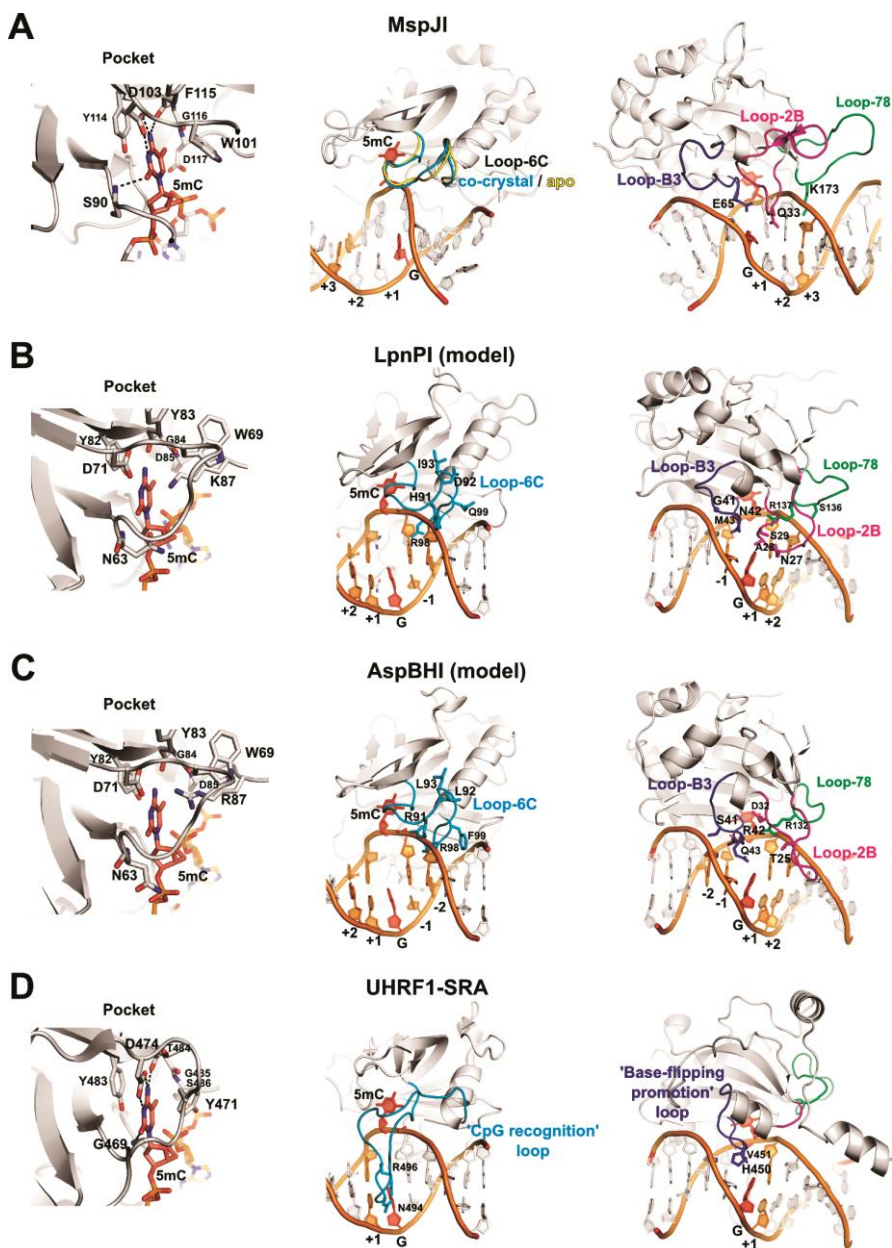 A
MspJI
Pocket
D103
F115
Y114
G116
W101
D117
S90
5mC
5mC
Loop-6C
co-crystal / apo
+3
+2
+1
G
Loop-2B
Loop-78
Loop-B3
K173
E65
Q33
G
+1
+2
+3
B
LpnPI (model)
Pocket
Y83
W69
Y82
G84
D85
D71
K87
N63
5mC
I93
D92
5mC
H91
Loop-6C
Q99
R98
+2
+1
G
-1
Loop-B3
Loop-78
G41
N42
R137
S136
M43
S29
Loop-2B
A28
N27
-1
G
+1
+2
C
AspBHI (model)
Pocket
Y83
W69
Y82
G84
D71
D85
R87
N63
5mC
L93
L92
5mC
R91
Loop-6C
R98
F99
+2
+1
G
-1
-2
Loop-B3
Loop-78
D32
S41
R42
R132
Q43
T25
Loop-2B
-2
-1
G
+1
+2
D
UHRF1-SRA
Pocket
D474
T484
Y483
G485
S486
Y471
G469
5mC
5mC
'CpG recognition'
loop
R496
N494
+1
G
'Base-flipping
promotion'
loop
V451
H450
G
+1